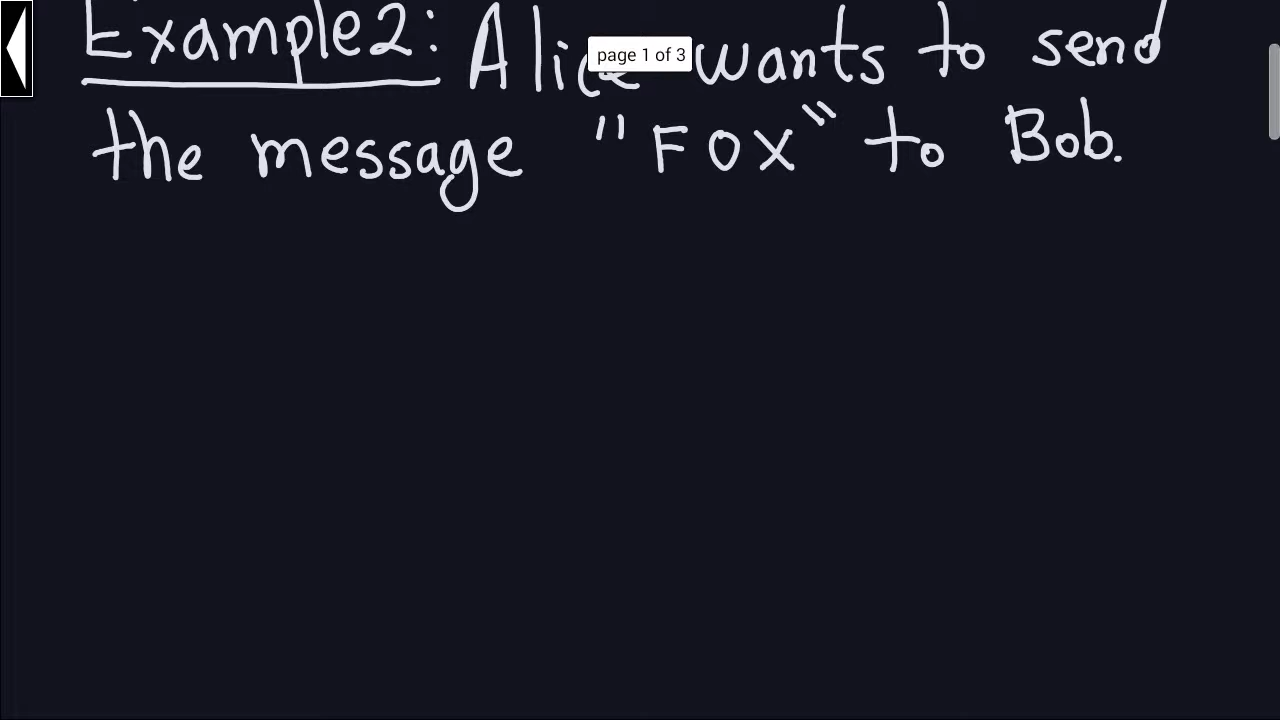 Example2: Alice wants to send
page 1 of 3
the message "FOX" to Bob.